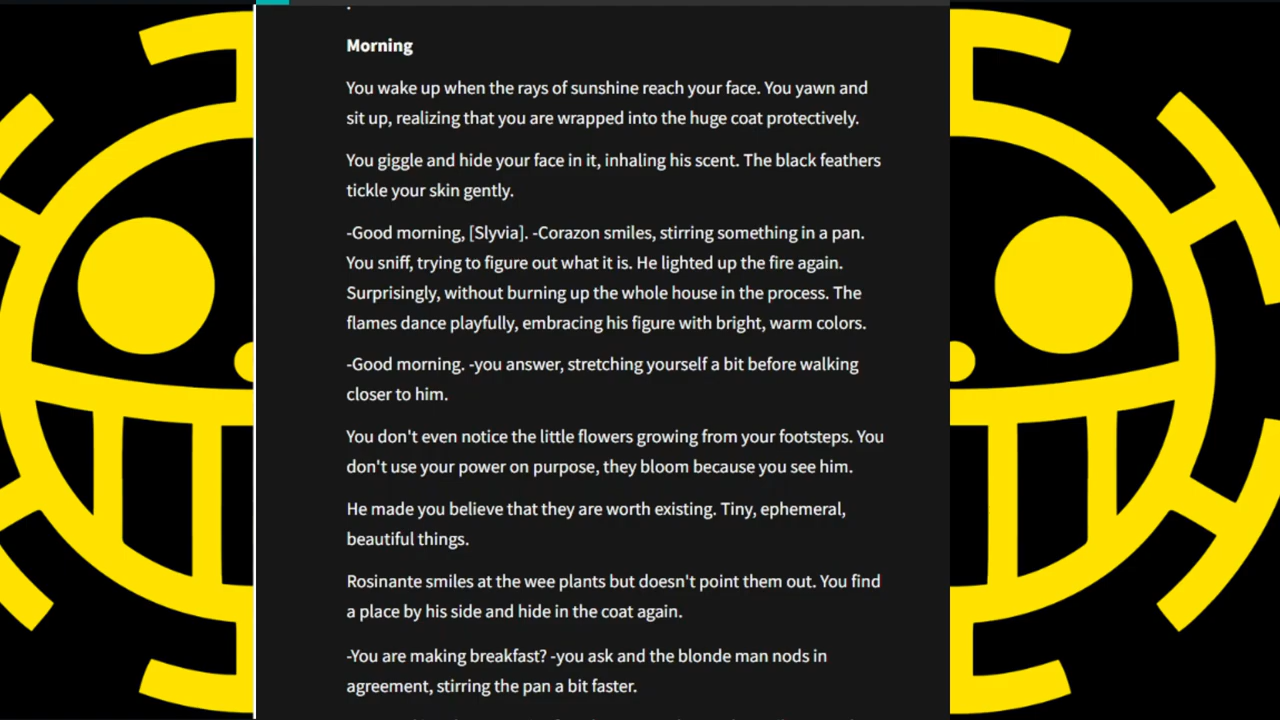 Morning
You wake up when the rays of sunshine reach your face. You yawn and
sit up, realizing that you are wrapped into the huge coat protectively.
You giggle and hide your face in it, inhaling his scent. The black feathers
tickle your skin gently.
-Good morning, [Slyvia]. -Corazon smiles, stirring something in a pan.
You sniff, trying to figure out what it is. He lighted up the fire again.
Surprisingly, without burning up the whole house in the process. The
flames dance playfully, embracing his figure with bright, warm colors.
-Good morning. -you answer, stretching yourself a bit before walking
closer to him.
You don't even notice the little flowers growing from your footsteps. You
don't use your power on purpose, they bloom because you see him.
He made you believe that they are worth existing. Tiny, ephemeral,
beautiful things.
Rosinante smiles at the wee plants but doesn't point them out. You find
a place by his side and hide in the coat again.
-You are making breakfast? -you ask and the blonde man nods in
agreement, stirring the pan a bit faster.